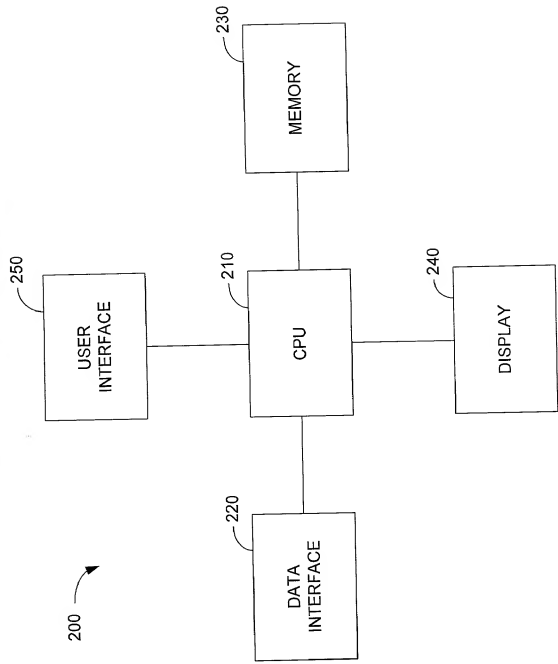 200
220
DATA
INTERFACE
250
USER
INTERFACE
210
CPU
240
DISPLAY
230
MEMORY